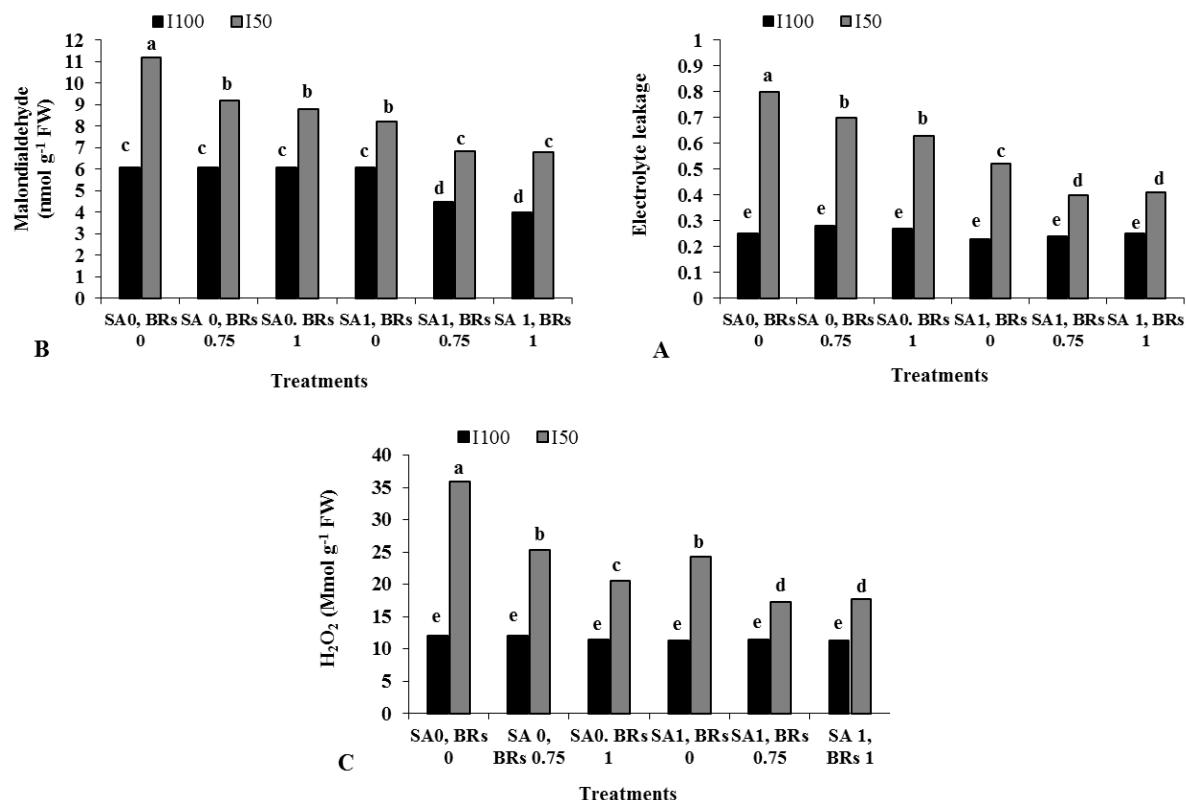 I100 I50
12
11
10
9
8
7
6
5
4
3
2
1
0
Malondialdehyde
(nmol g-1 FW)
a
b
b
b
c
c
c
c
c
c
d
d
SA0, BRs SA 0, BRs SA0. BRs SA1, BRs SA1, BRs SA 1, BRs
0 0.75 1 0 0.75 1
B
Treatments
I100 I50
1
0.9
0.8
0.7
0.6
0.5
0.4
0.3
0.2
0.1
0
Electrolyte leakage
a
b
b
c
d
d
e
e
e
e
e
e
SA0, BRs SA 0, BRs SA0. BRs SA1, BRs SA1, BRs SA 1, BRs
0 0.75 1 0 0.75 1
A
Treatments
I100 I50
40
35
30
25
20
15
10
5
0
H2O2 (Mmol g-1 FW)
a
b
c
b
d
d
e
e
e
e
e
e
SA0, BRs SA 0, SA0. BRs SA1, BRs SA1, BRs SA 1,
0 BRs 0.75 1 0 0.75 BRs 1
C
Treatments